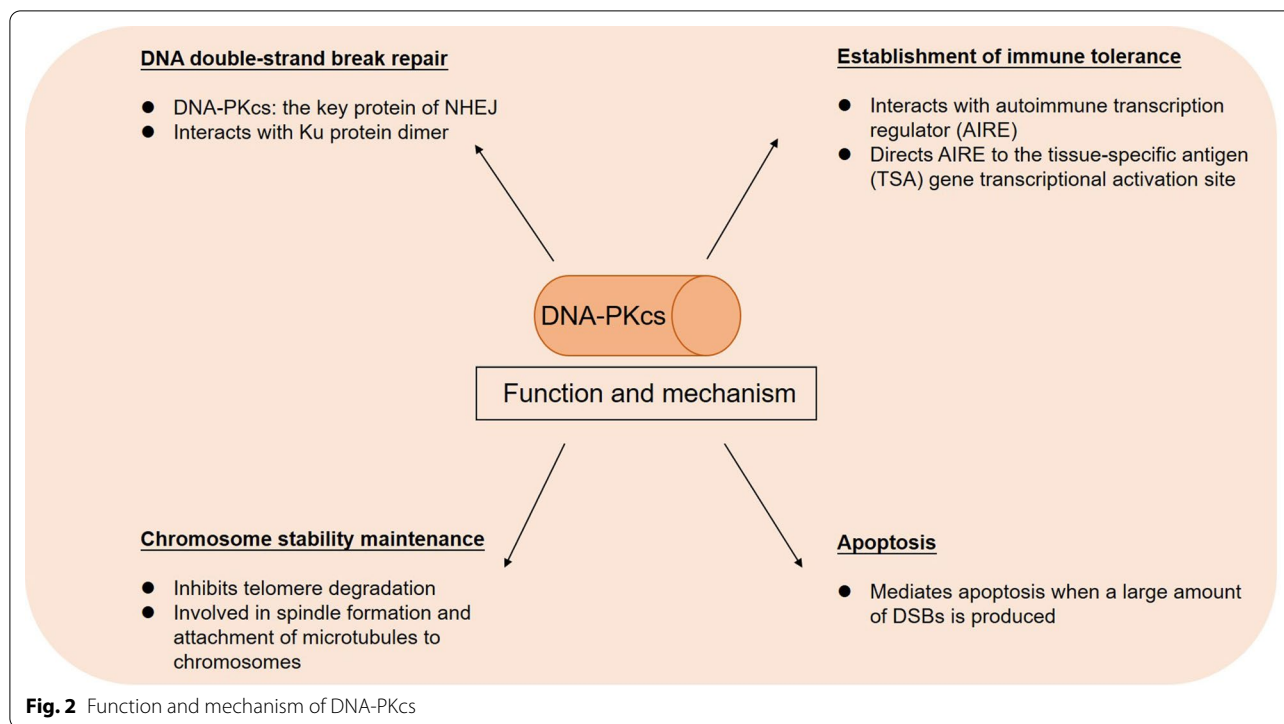 DNA double-strand break repair
● DNA-PKcs: the key protein of NHEJ
● Interacts with Ku protein dimer
Establishment of immune tolerance
● Interacts with autoimmune transcription
regulator (AIRE)
● Directs AIRE to the tissue-specific antigen
(TSA) gene transcriptional activation site
DNA-PKcs
Function and mechanism
Chromosome stability maintenance
● Inhibits telomere degradation
● Involved in spindle formation and
attachment of microtubules to
chromosomes
Apoptosis
● Mediates apoptosis when a large amount
of DSBs is produced
Fig. 2 Function and mechanism of DNA-PKcs